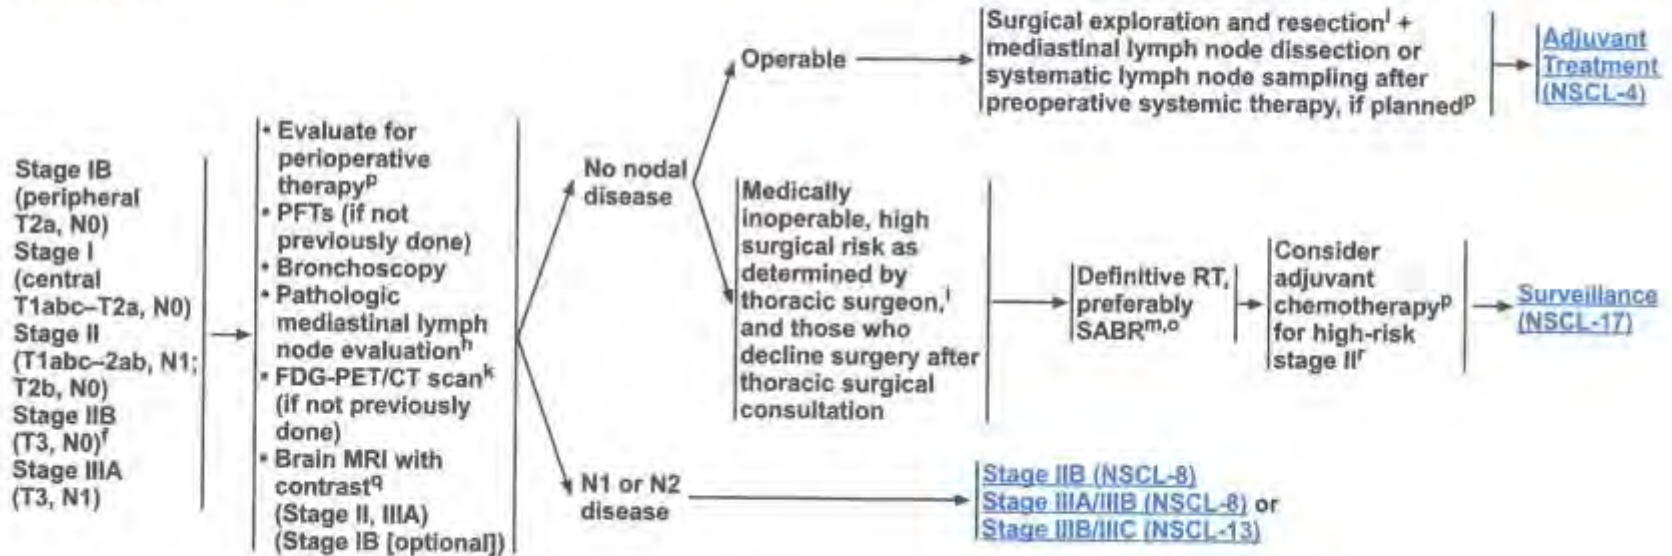 Stage IB
(peripheral
T2a, N0)
Stage I
(central
T1abc–T2a, N0)
Stage II
(T1abc–2ab, N1;
T2b, N0)
Stage IIB
(T3, N0)f
Stage IIIA
(T3, N1)
• Evaluate for
perioperative
therapyp
• PFTs (if not
previously done)
• Bronchoscopy
• Pathologic
mediastinal lymph
node evaluationh
• FDG-PET/CT scank
(if not previously
done)
• Brain MRI with
contrastq
(Stage II, IIIA)
(Stage IB [optional])
No nodal
disease
Operable
Surgical exploration and resectionl +
mediastinal lymph node dissection or
systematic lymph node sampling after
preoperative systemic therapy, if plannedp
Adjuvant
Treatment
(NSCL-4)
Medically
inoperable, high
surgical risk as
determined by
thoracic surgeon,l
and those who
decline surgery after
thoracic surgical
consultation
Definitive RT,
preferably
SABRm,o
Consider
adjuvant
chemotherapyp
for high-risk
stage IIr
Surveillance
(NSCL-17)
N1 or N2
disease
Stage IIB (NSCL-8)
Stage IIIA/IIIB (NSCL-8) or
Stage IIIB/IIIC (NSCL-13)